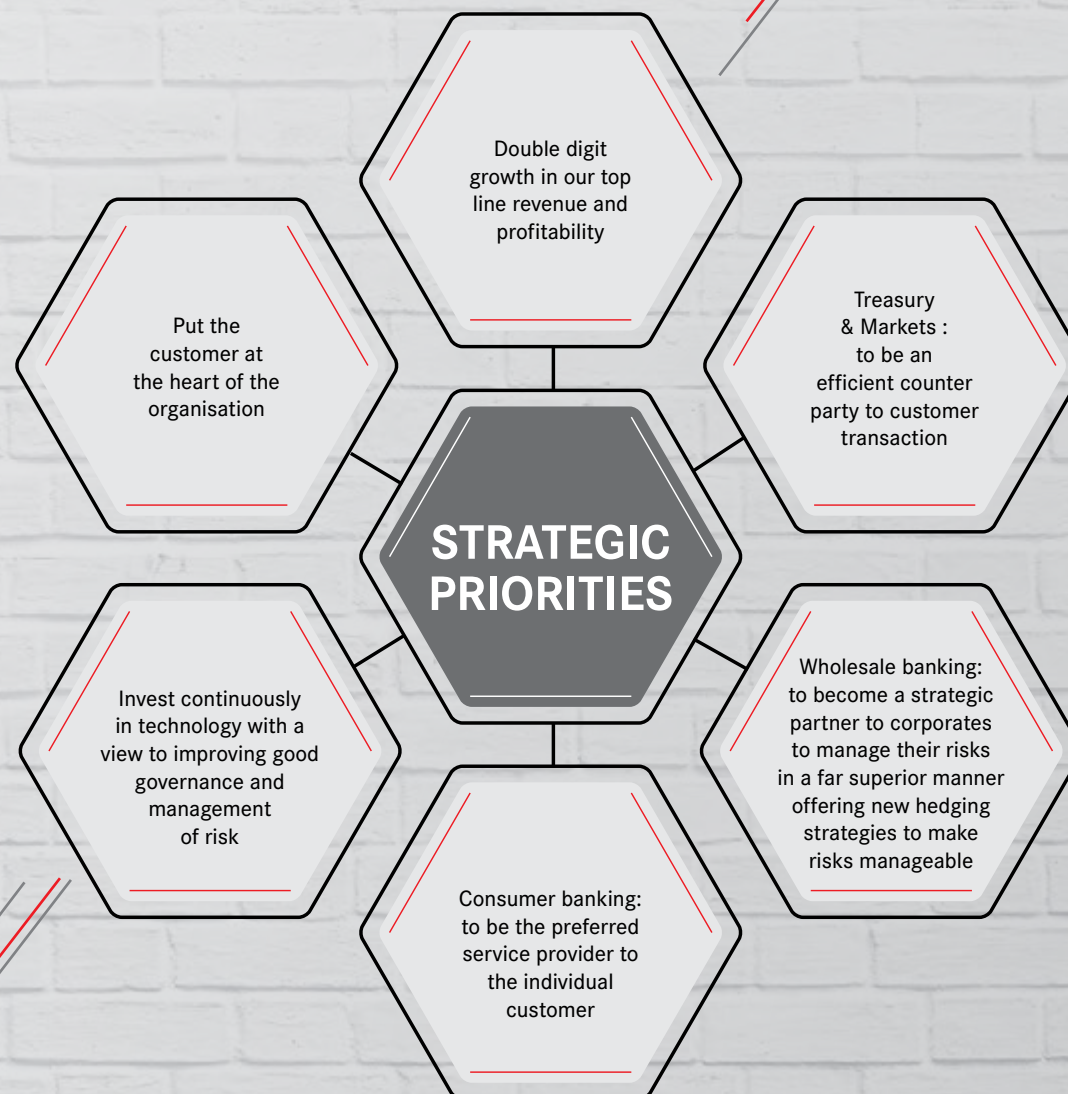 Double digit
growth in our top
line revenue and
profitability
Put the
customer at
the heart of the
organisation
Treasury
& Markets :
to be an
efficient counter
party to customer
transaction
STRATEGIC
PRIORITIES
Invest continuously
in technology with a
view to improving good
governance and
management
of risk
Wholesale banking:
to become a strategic
partner to corporates
to manage their risks
in a far superior manner
offering new hedging
strategies to make
risks manageable
Consumer banking:
to be the preferred
service provider to
the individual
customer